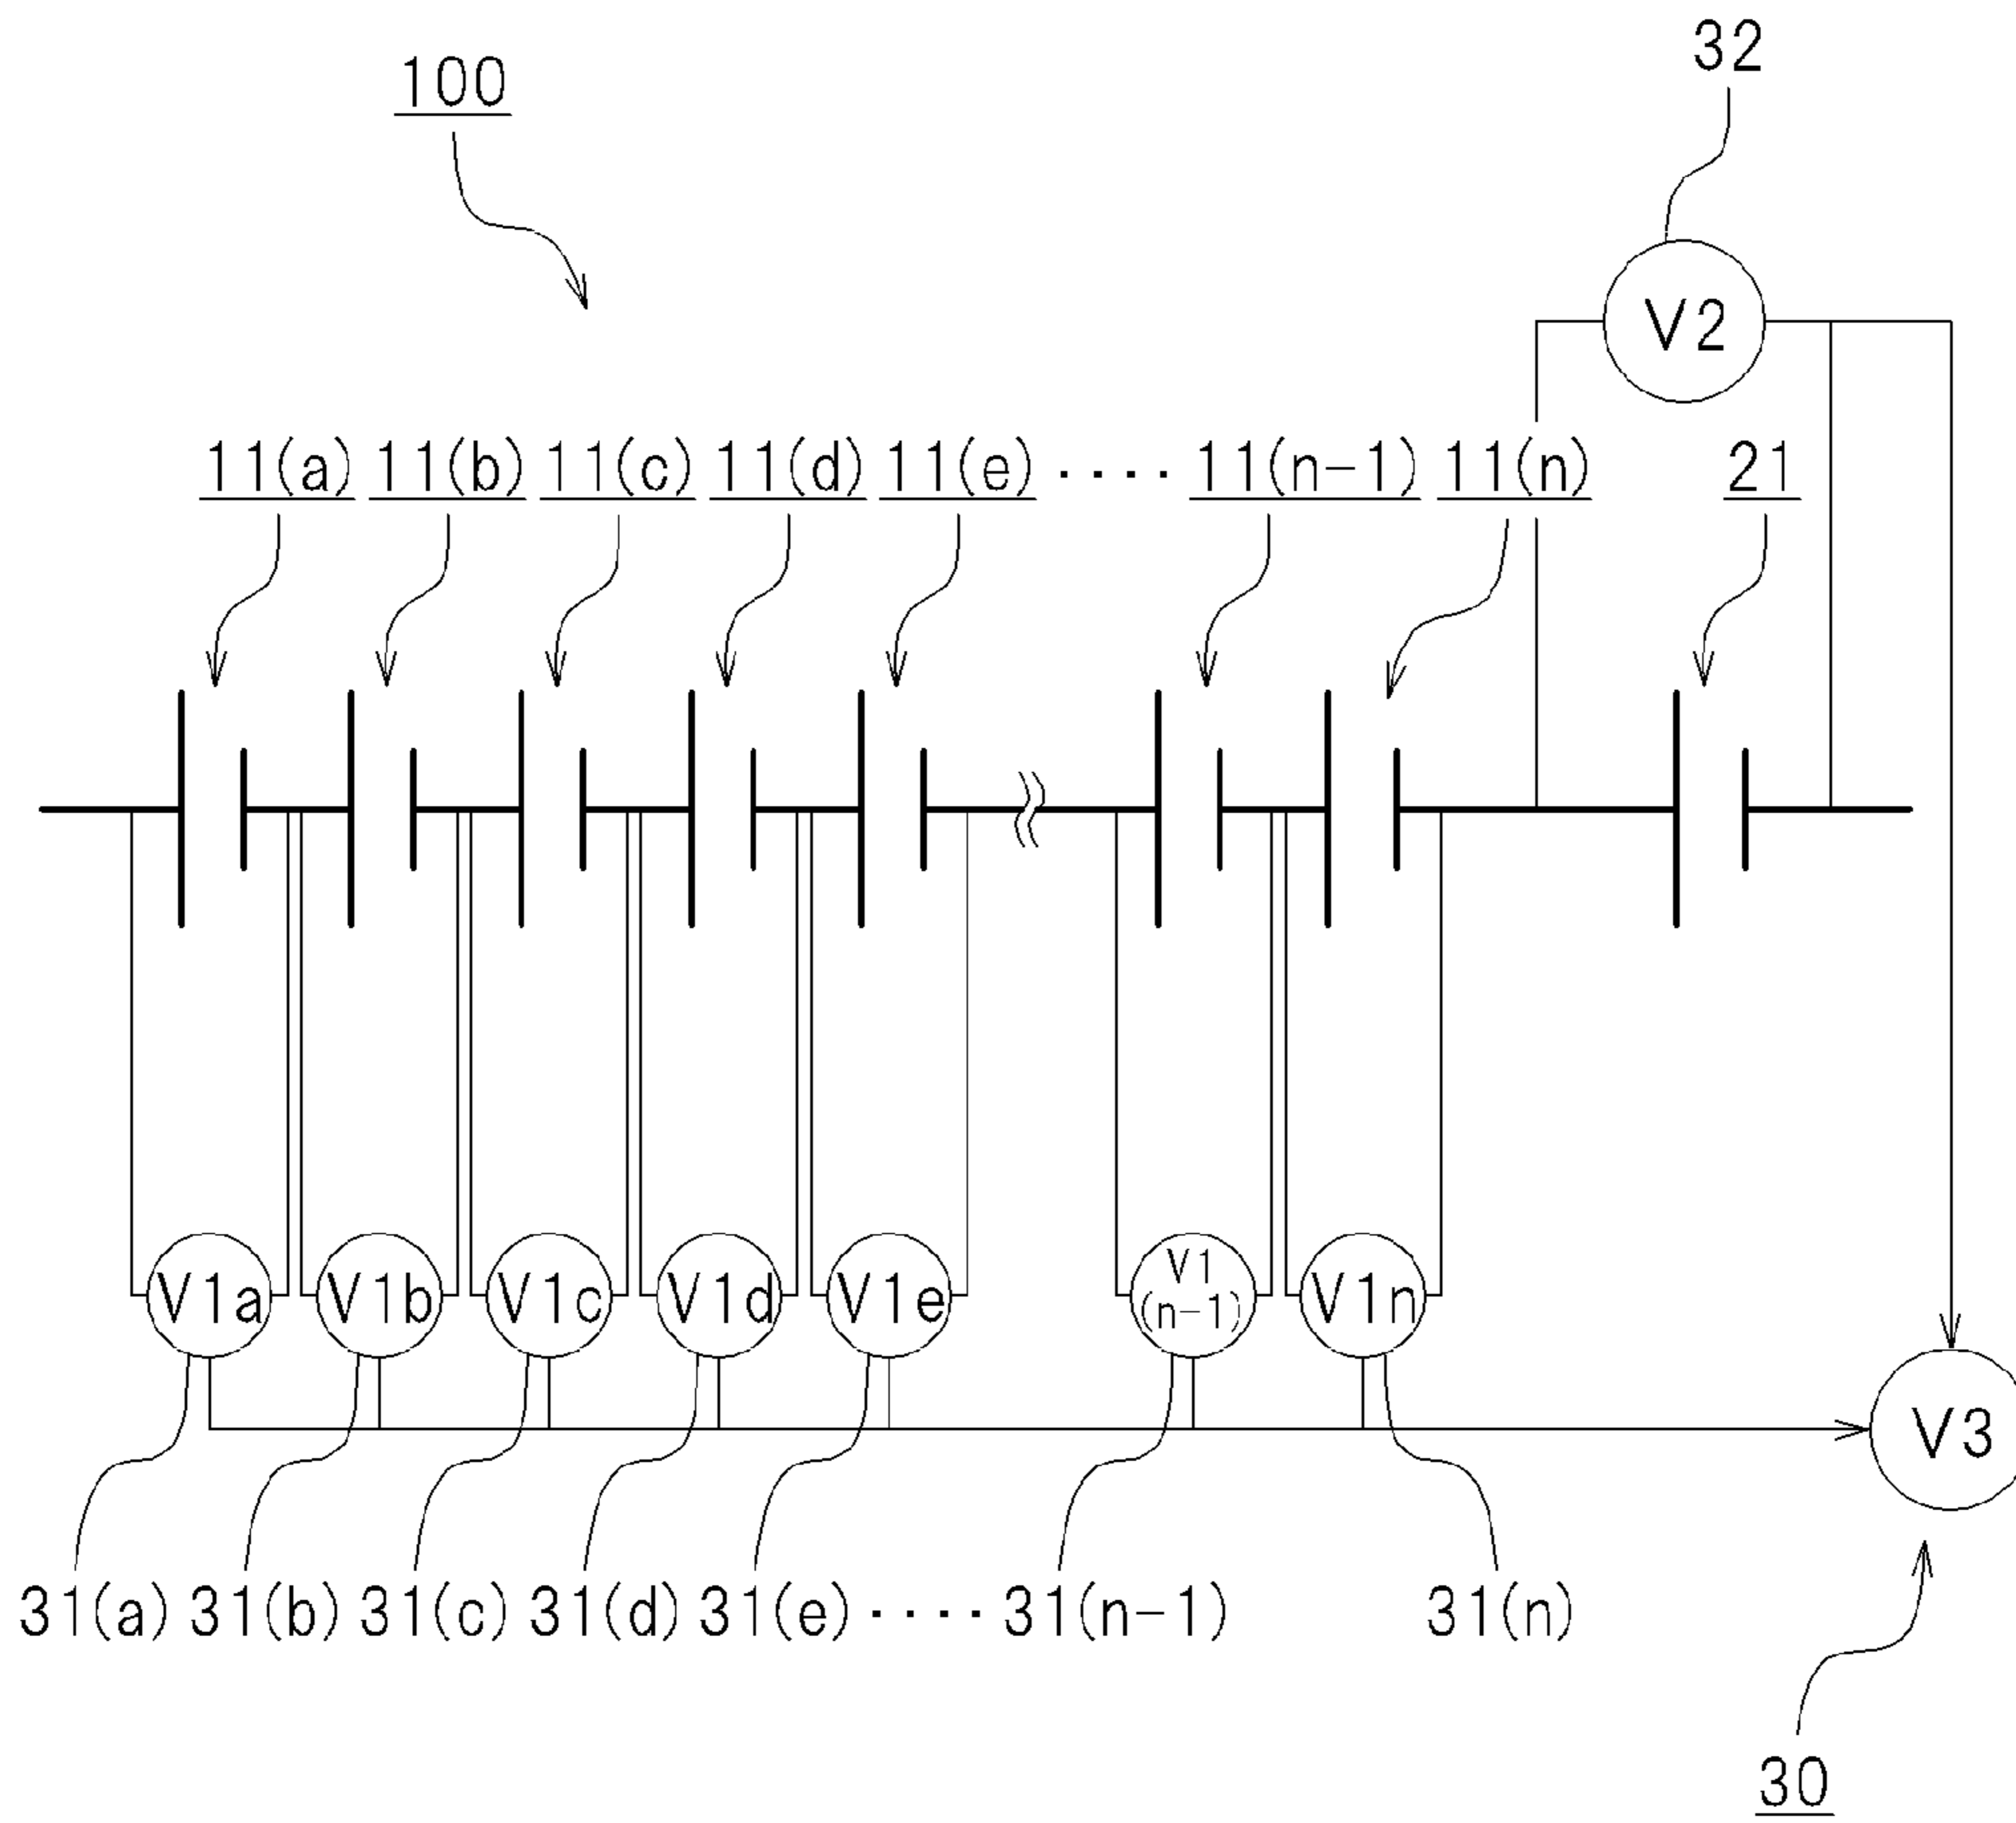 32
100
V2
11(a) 11(b) 11(c) 11(d) 11(e) ···· 11(n-1) 11(n) 21
V1a V1b V1c V1d V1e V1 (n-1) V1n
V3
31(a) 31(b) 31(c) 31(d) 31(e) ···· 31(n-1) 31(n)
30